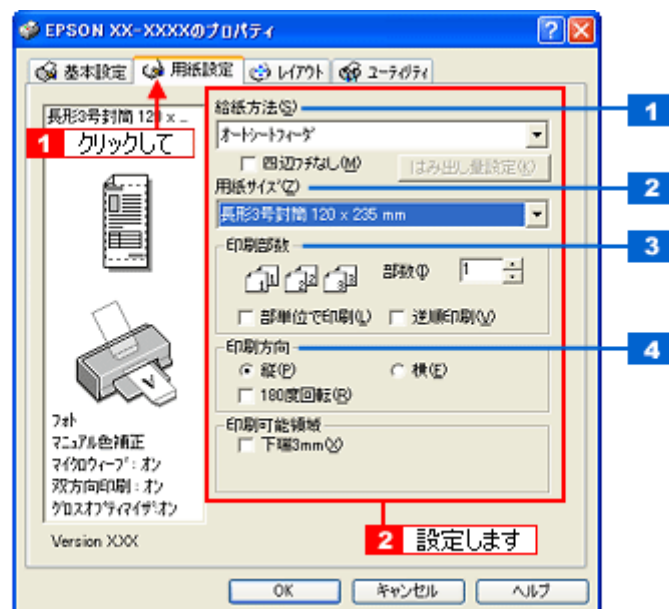 EPSON XX-XXXXのプロパティ
基本設定 用紙設定 レイアウト ユーティリティ
長形3号封筒 120 x ..
1 クリックして
給紙方法(S)
1
オートシートフィーダ
四辺フチなし(M) はみ出し量設定(K)
用紙サイズ(Z)
2
長形3号封筒 120 x 235 mm
印刷部数
3
1 1 2 2 3 3
部数(I) 1
部単位で印刷(L) 逆順印刷(V)
印刷方向
4
縦(P) 横(E)
180度回転(R)
印刷可能領域
下端3mm(X)
フォト
マニュアル色補正
マイクロウィーブ:オン
双方向印刷:オン
グロスオプティマイザ:オン
Version XXX
2 設定します
OK キャンセル ヘルプ